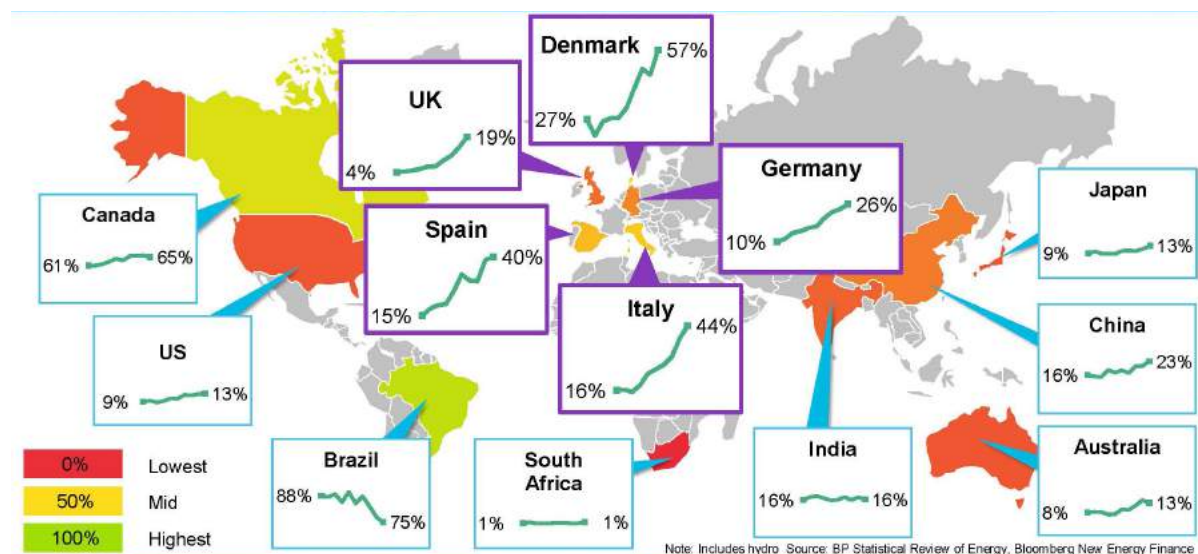 Denmark
57%
27%
UK
19%
4%
Germany
26%
10%
Japan
9%
13%
Canada
61%
65%
Spain
40%
15%
Italy
44%
16%
China
16%
23%
US
9%
13%
Brazil
88%
75%
South
Africa
1%
1%
India
16%
16%
Australia
8%
13%
0% Lowest
50% Mid
100% Highest
Note: Includes hydro Source: BP Statistical Review of Energy, Bloomberg New Energy Finance